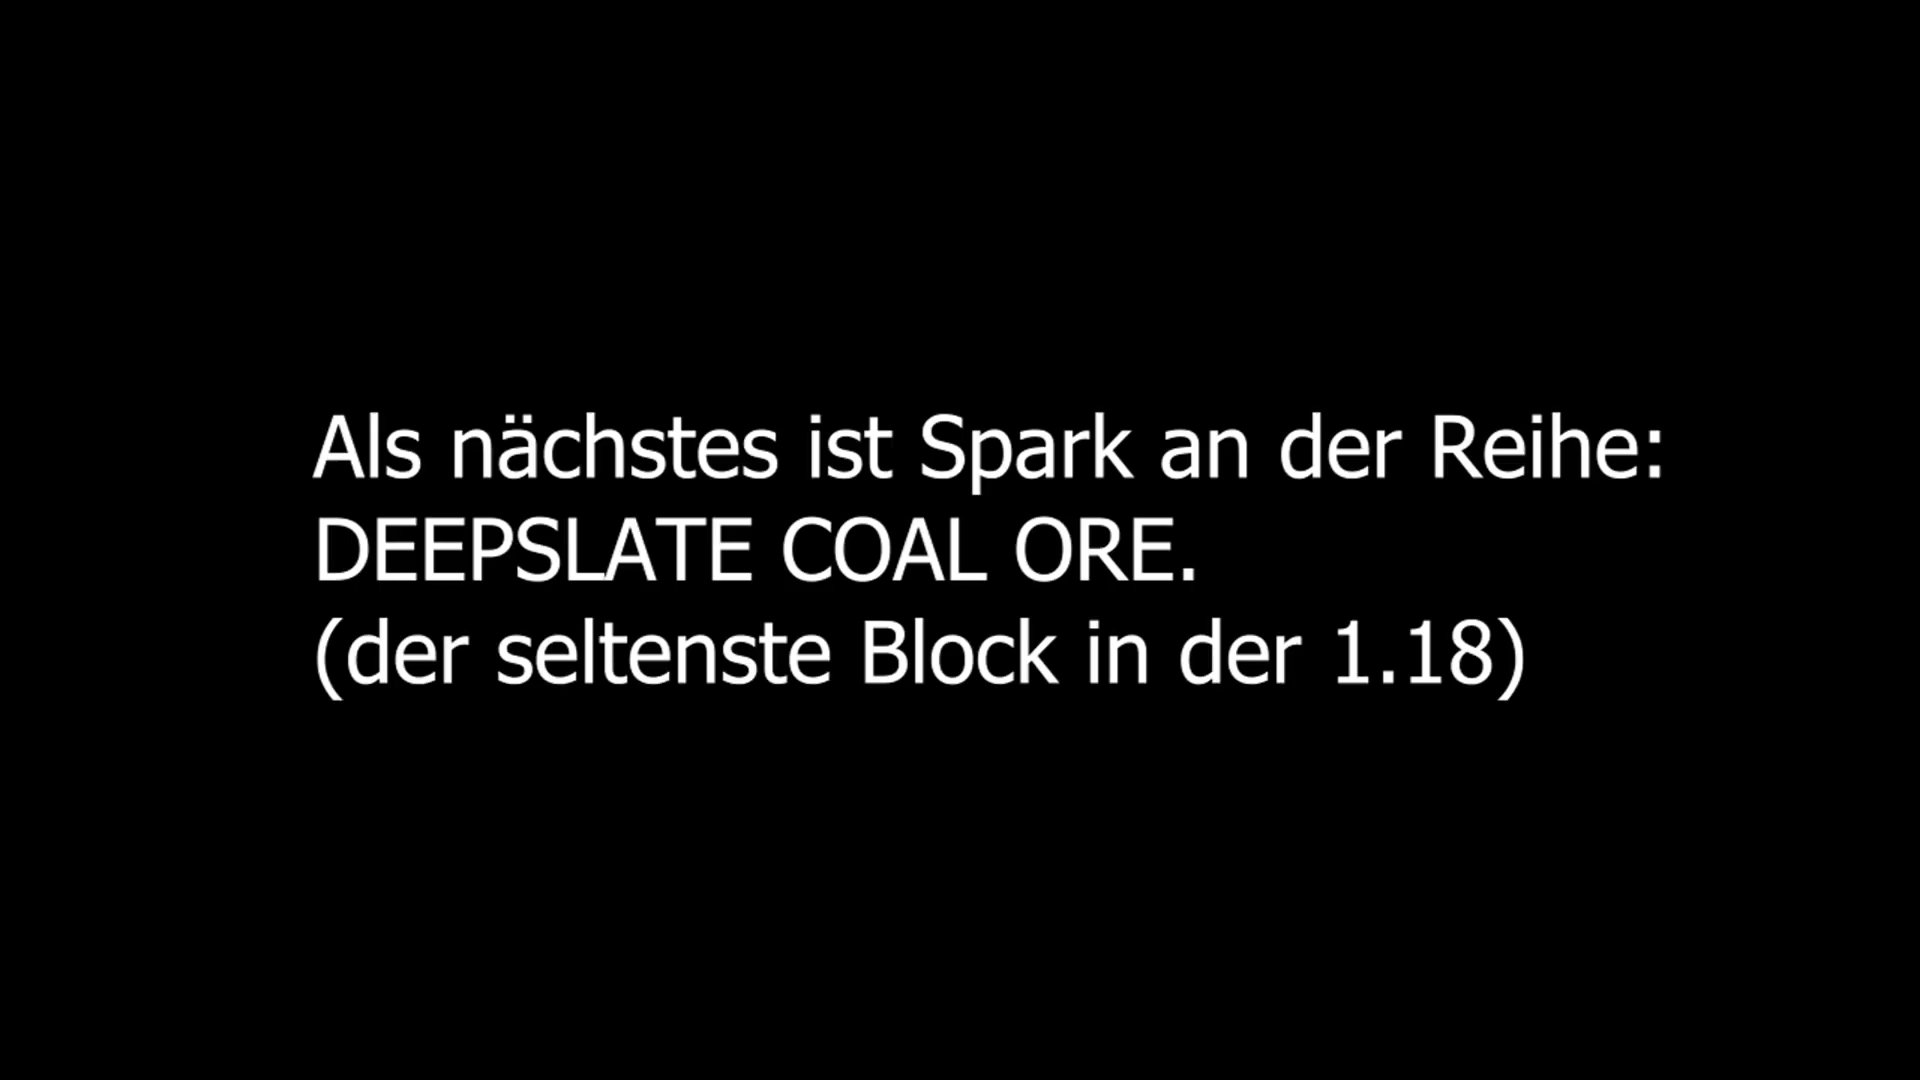 Als nächstes ist Spark an der Reihe:
DEEPSLATE COAL ORE.
(der seltenste Block in der 1.18)